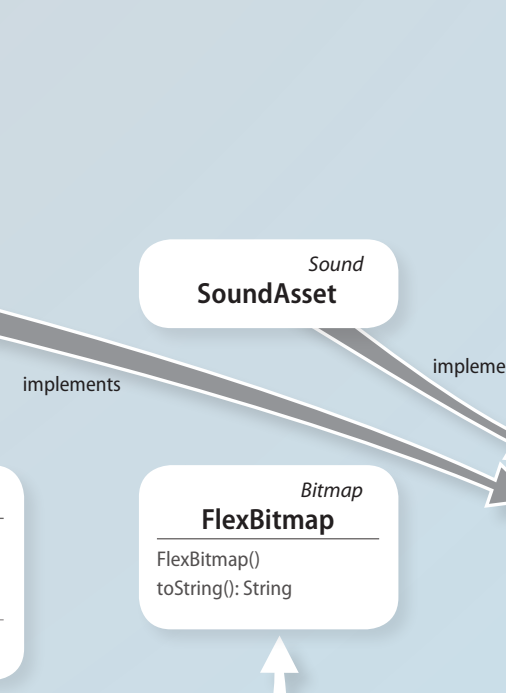 Sound
SoundAsset
implements
Bitmap
FlexBitmap
FlexBitmap()
toString(): String